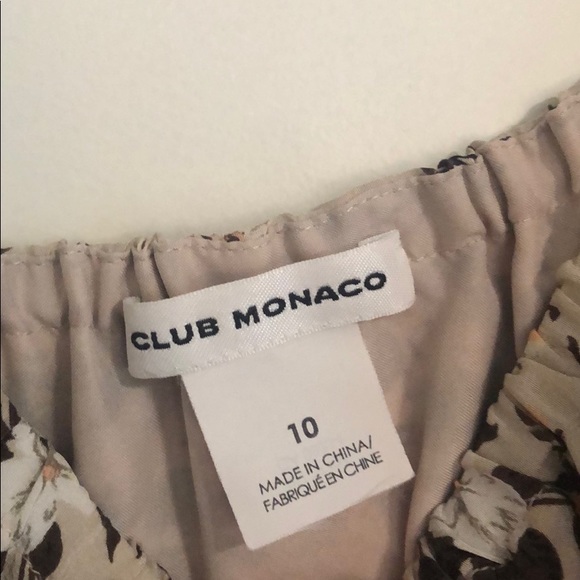 CLUB MONACO
10
MADE IN CHINA/
FABRIQUÉ EN CHINE